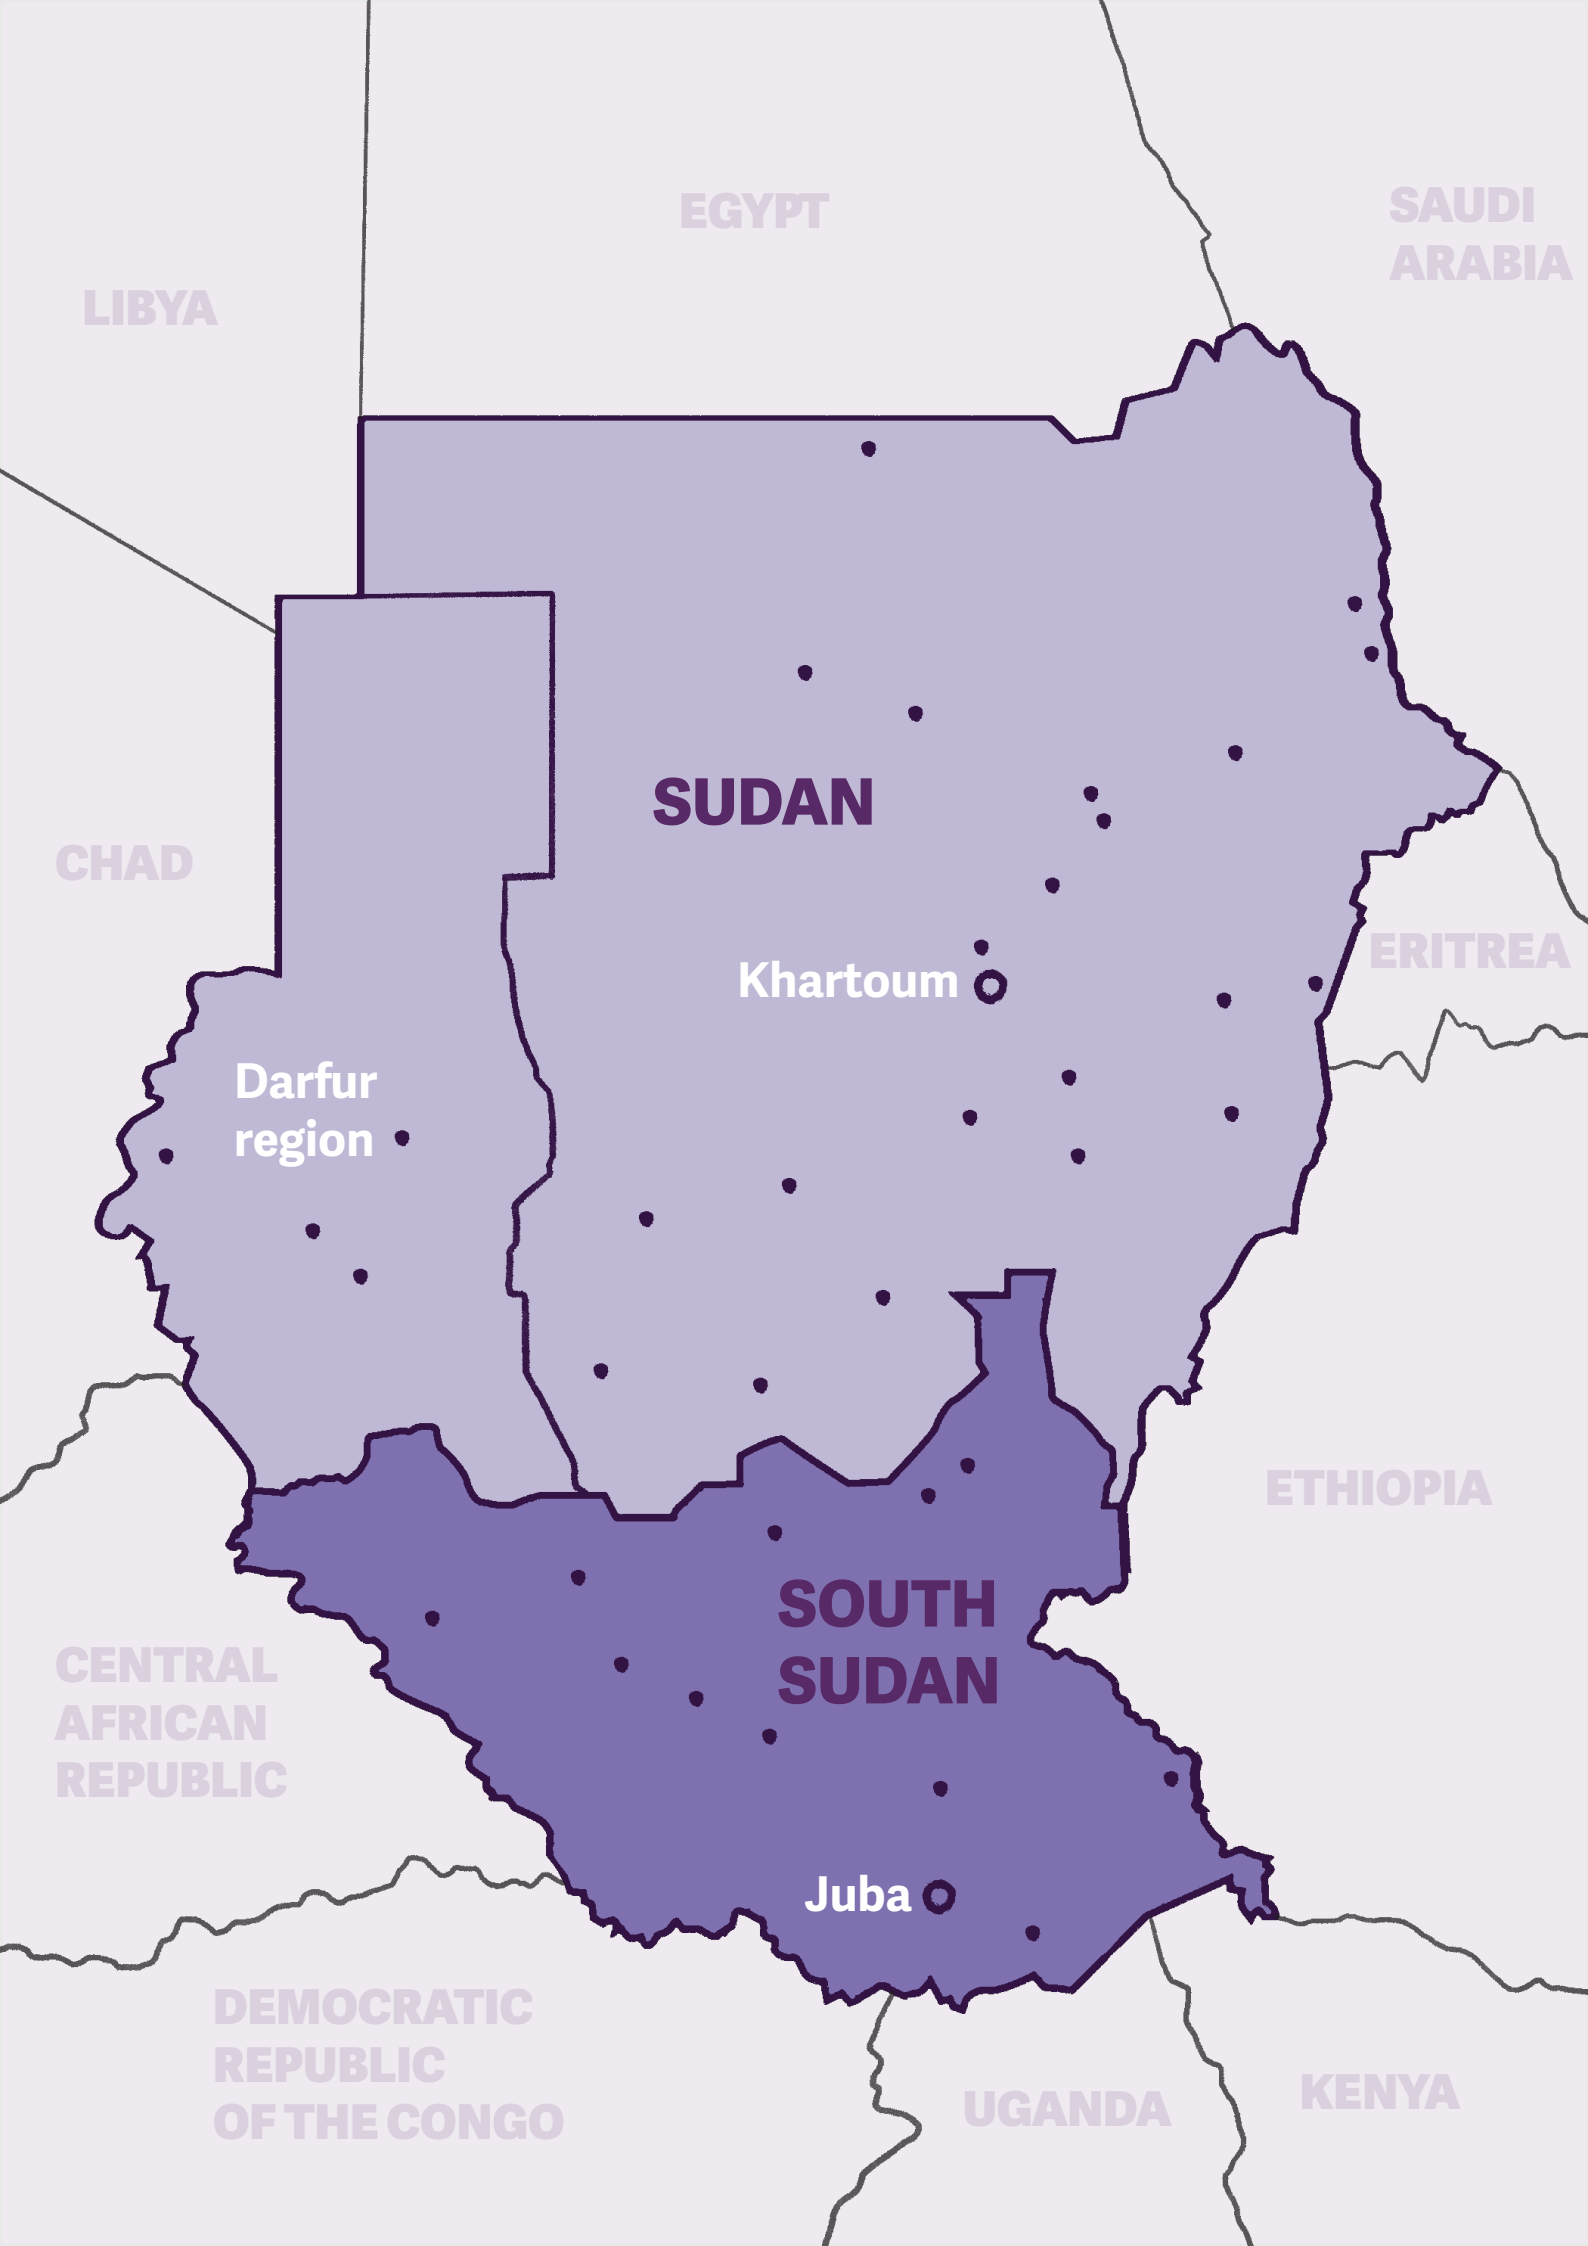 EGYPT
SAUDI
ARABIA
LIBYA
SUDAN
CHAD
ERITREA
Khartoum
Darfur
region
ETHIOPIA
SOUTH
SUDAN
CENTRAL
AFRICAN
REPUBLIC
Juba
DEMOCRATIC
REPUBLIC
OF THE CONGO
UGANDA
KENYA